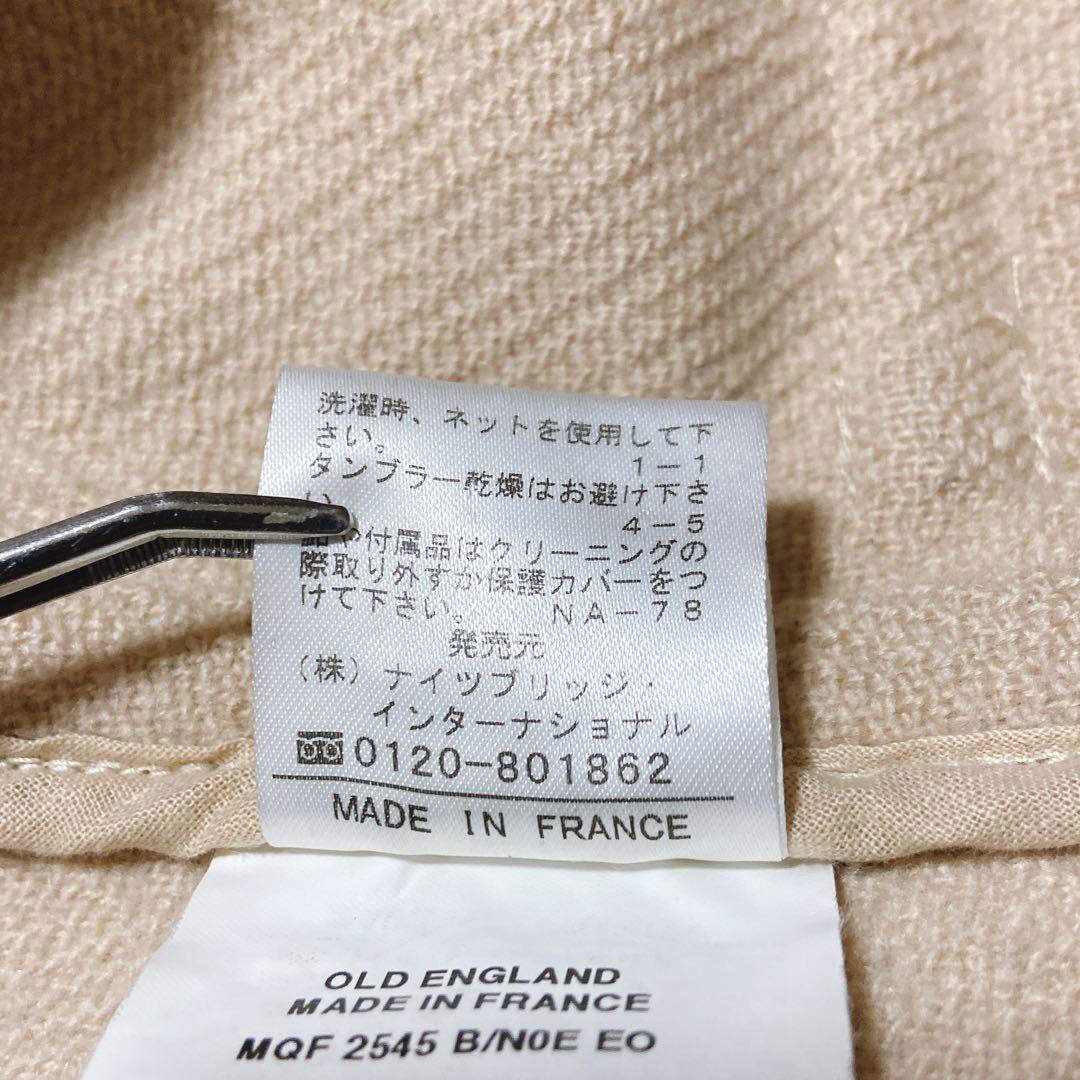 洗濯時、ネットを使用して下
さい。 1-1
タンブラー乾燥はお避け下さ
い。 4-5
付属品はクリーニングの
際取り外すか保護カバーをつ
けて下さい。 NA-78
発売元
(株)ナイツブリッジ・
インターナショナル
0120-801862
MADE IN FRANCE
OLD ENGLAND
MADE IN FRANCE
MQF 2545 B/N0E EO